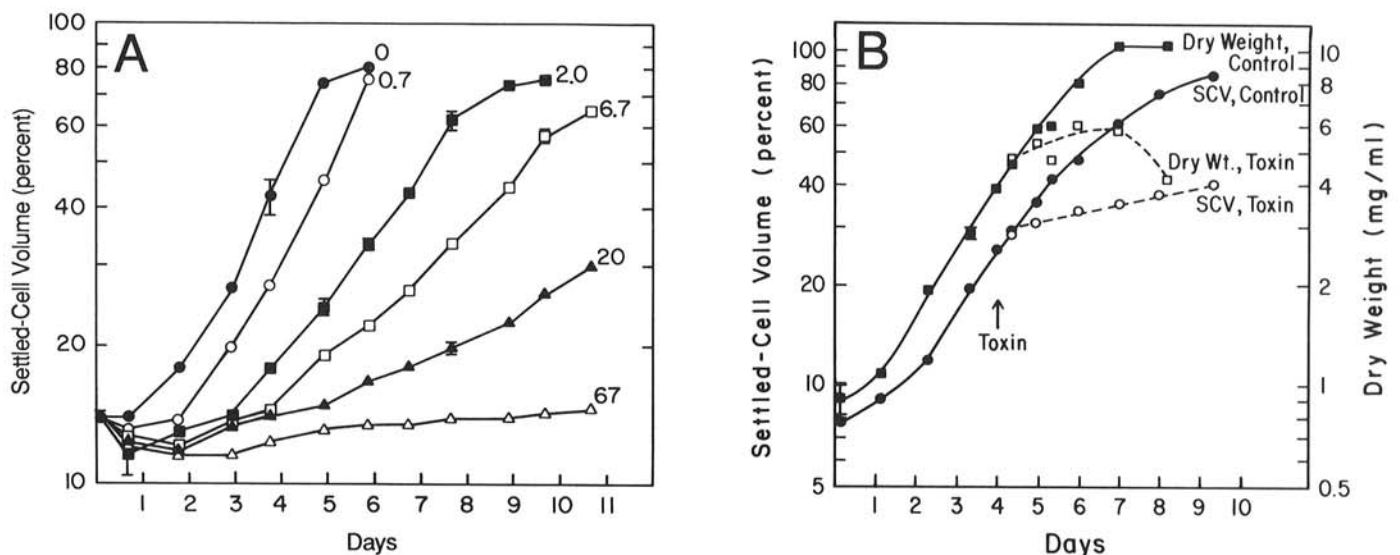 A
Settled-Cell Volume (percent)
100
80
60
40
20
10
0
0.7
2.0
6.7
20
67
1 2 3 4 5 6 7 8 9 10 11
Days
B
Settled-Cell Volume (percent)
100
80
60
40
20
10
5
Dry Weight,
Control
SCV, Control
Dry Wt., Toxin
SCV, Toxin
Toxin
10
8
6
4
2
1
0.5
Dry Weight (mg/ml)
1 2 3 4 5 6 7 8 9 10
Days